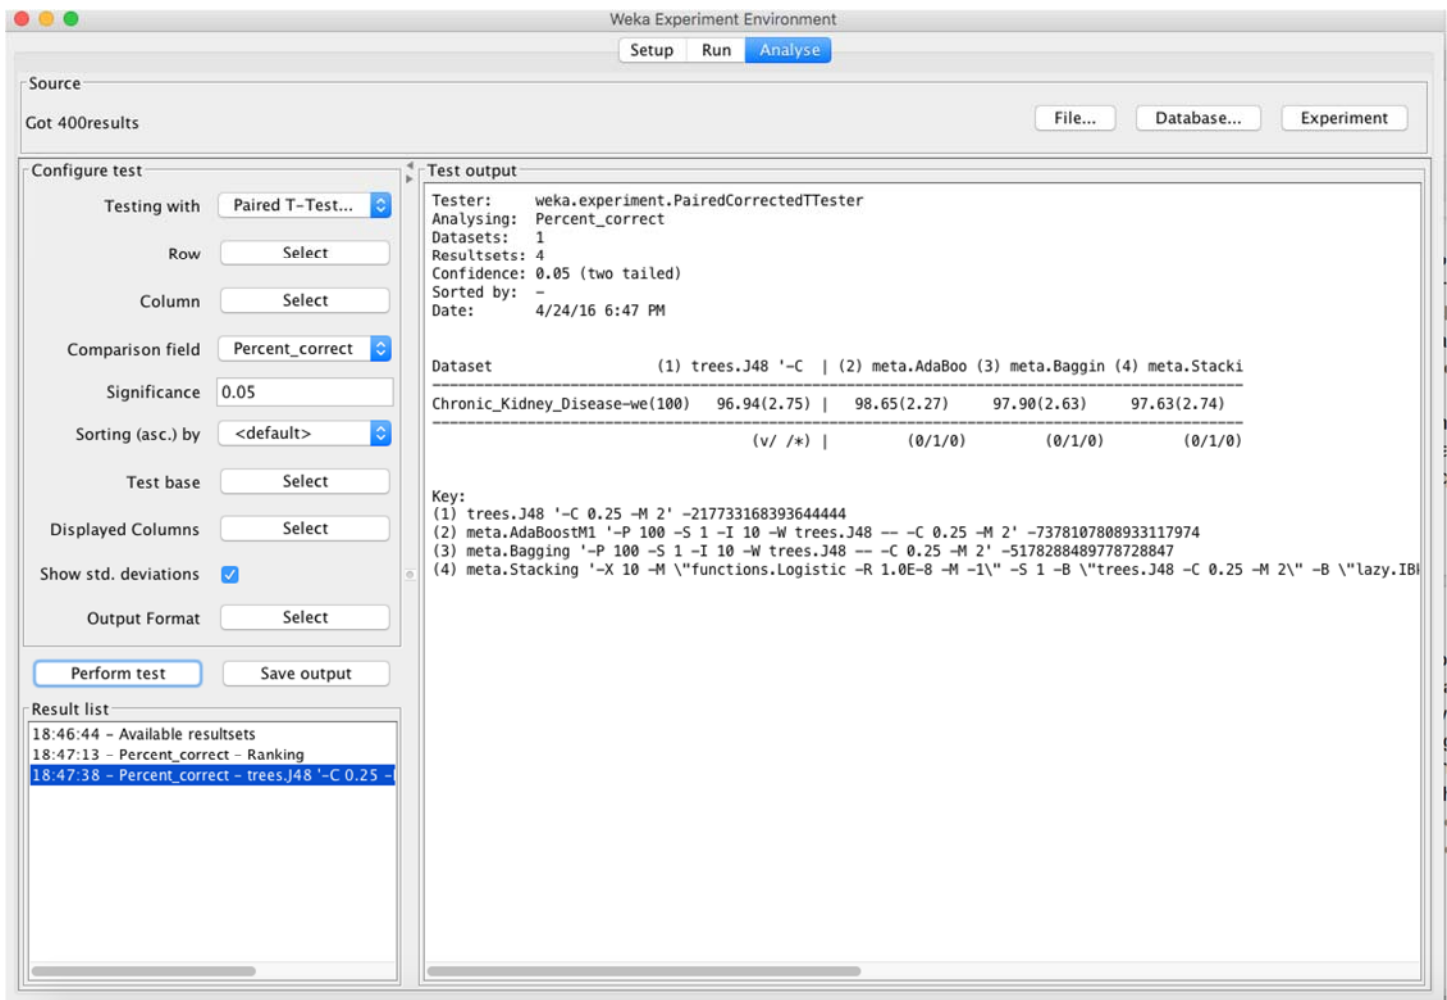 Weka Experiment Environment
Setup Run Analyse
Source
Got 400results
File... Database... Experiment
Configure test
Testing with Paired T-Test...
Row Select
Column Select
Comparison field Percent_correct
Significance 0.05
Sorting (asc.) by <default>
Test base Select
Displayed Columns Select
Show std. deviations
Output Format Select
Perform test Save output
Result list
18:46:44 - Available resultsets
18:47:13 - Percent_correct - Ranking
18:47:38 - Percent_correct - trees.J48 '-C 0.25 -
Test output
Tester: weka.experiment.PairedCorrectedTTester
Analysing: Percent_correct
Datasets: 1
Resultsets: 4
Confidence: 0.05 (two tailed)
Sorted by: -
Date: 4/24/16 6:47 PM
Dataset (1) trees.J48 '-C | (2) meta.AdaBoo (3) meta.Baggin (4) meta.Stacki
Chronic_Kidney_Disease-we(100) 96.94(2.75) | 98.65(2.27) 97.90(2.63) 97.63(2.74)
(v/ /*) | (0/1/0) (0/1/0) (0/1/0)
Key:
(1) trees.J48 '-C 0.25 -M 2' -217733168393644444
(2) meta.AdaBoostM1 '-P 100 -S 1 -I 10 -W trees.J48 -- -C 0.25 -M 2' -7378107808933117974
(3) meta.Bagging '-P 100 -S 1 -I 10 -W trees.J48 -- -C 0.25 -M 2' -5178288489778728847
(4) meta.Stacking '-X 10 -M \"functions.Logistic -R 1.0E-8 -M -1\" -S 1 -B \"trees.J48 -C 0.25 -M 2\" -B \"lazy.IBk